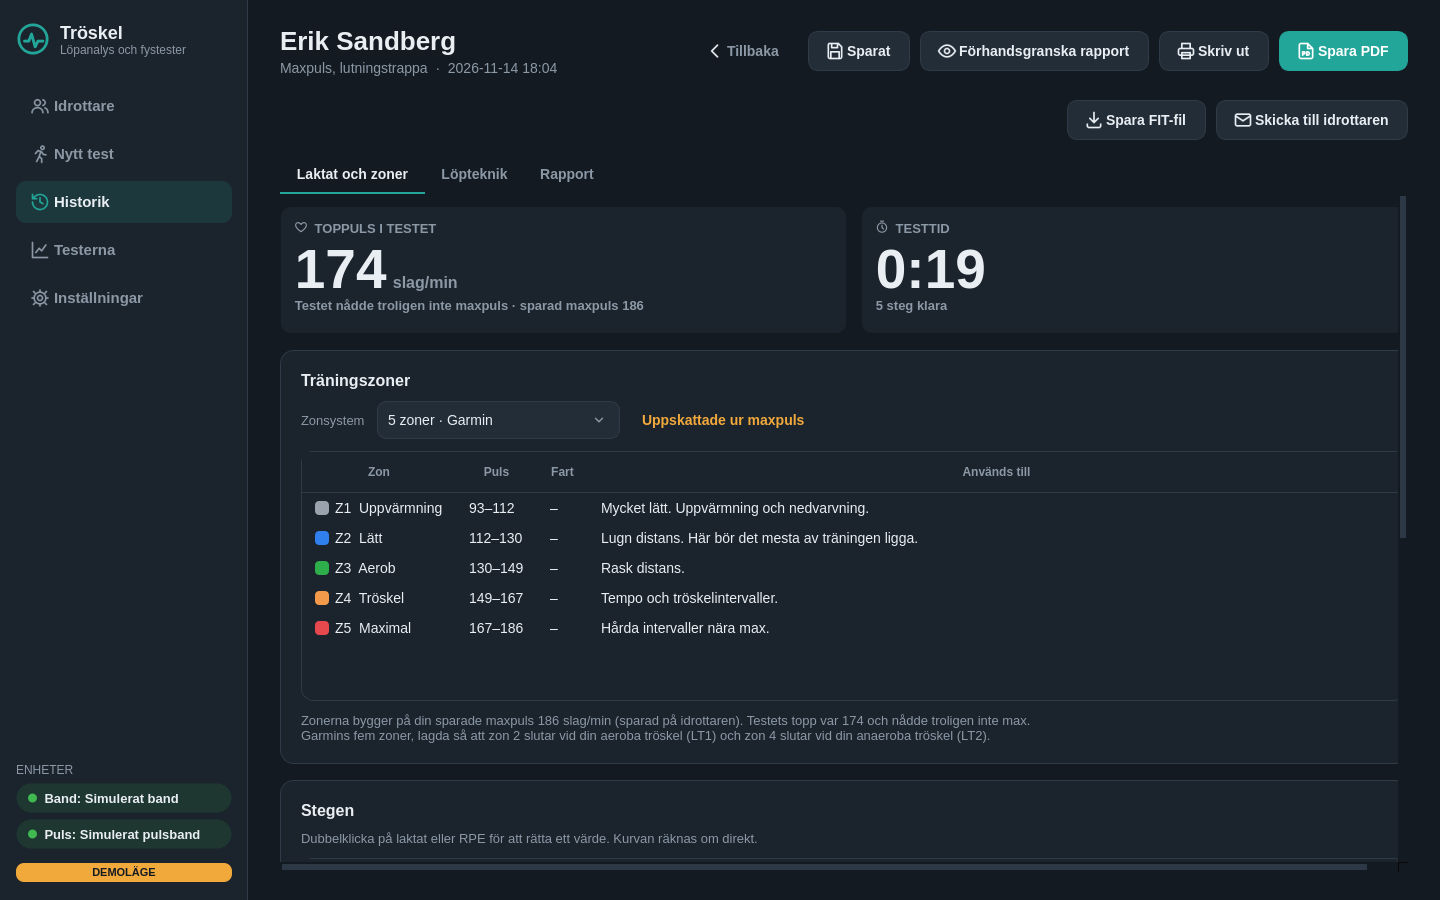 Tröskel
Löpanalys och fystester
Idrottare
Nytt test
Historik
Testerna
Inställningar
ENHETER
Band: Simulerat band
Puls: Simulerat pulsband
DEMOLÄGE
Erik Sandberg
Maxpuls, lutningstrappa · 2026-11-14 18:04
Tillbaka
Sparat
Förhandsgranska rapport
Skriv ut
Spara PDF
Spara FIT-fil
Skicka till idrottaren
Laktat och zoner
Löpteknik
Rapport
TOPPULS I TESTET
174 slag/min
Testet nådde troligen inte maxpuls · sparad maxpuls 186
TESTTID
0:19
5 steg klara
Träningszoner
Zonsystem 5 zoner · Garmin Uppskattade ur maxpuls
Zon Puls Fart Används till
Z1 Uppvärmning 93–112 – Mycket lätt. Uppvärmning och nedvarvning.
Z2 Lätt 112–130 – Lugn distans. Här bör det mesta av träningen ligga.
Z3 Aerob 130–149 – Rask distans.
Z4 Tröskel 149–167 – Tempo och tröskelintervaller.
Z5 Maximal 167–186 – Hårda intervaller nära max.
Zonerna bygger på din sparade maxpuls 186 slag/min (sparad på idrottaren). Testets topp var 174 och nådde troligen inte max.
Garmins fem zoner, lagda så att zon 2 slutar vid din aeroba tröskel (LT1) och zon 4 slutar vid din anaeroba tröskel (LT2).
Stegen
Dubbelklicka på laktat eller RPE för att rätta ett värde. Kurvan räknas om direkt.